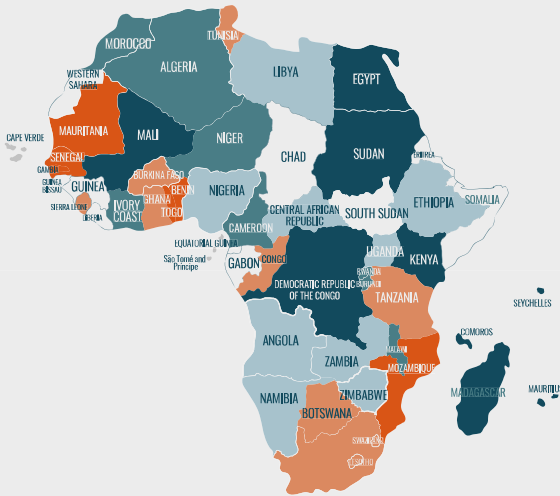 TUNISIA
MOROCCO
ALGERIA
LIBYA
EGYPT
WESTERN
SAHARA
MAURITANIA
MALI
NIGER
CHAD
SUDAN
ERITREA
CAPE VERDE
SENEGAL
GAMBIA
GUINEA
BISSAU
GUINEA
BURKINA FASO
BENIN
NIGERIA
SIERRA LEONE
LIBERIA
IVORY
COAST
GHANA
TOGO
CAMEROON
CENTRAL AFRICAN
REPUBLIC
SOUTH SUDAN
ETHIOPIA
SOMALIA
EQUATORIAL GUINEA
São Tomé and
Principe
GABON
CONGO
DEMOCRATIC REPUBLIC
OF THE CONGO
UGANDA
KENYA
RWANDA
BURUNDI
TANZANIA
SEYCHELLES
COMOROS
ANGOLA
ZAMBIA
MALAWI
MOZAMBIQUE
MADAGASCAR
MAURITIUS
NAMIBIA
ZIMBABWE
BOTSWANA
SWAZILAND
LESOTHO